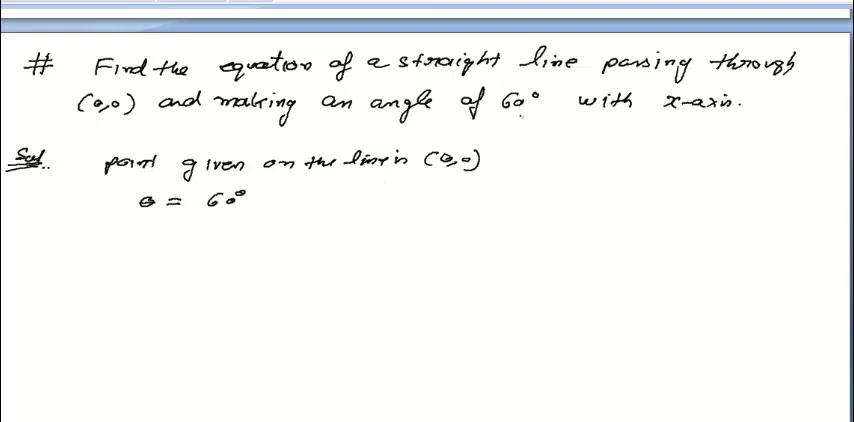 # Find the equation of a straight line passing through
(0,0) and making an angle of 60° with x-axis.
Sol. point given on the line is (0,0)
θ = 60°